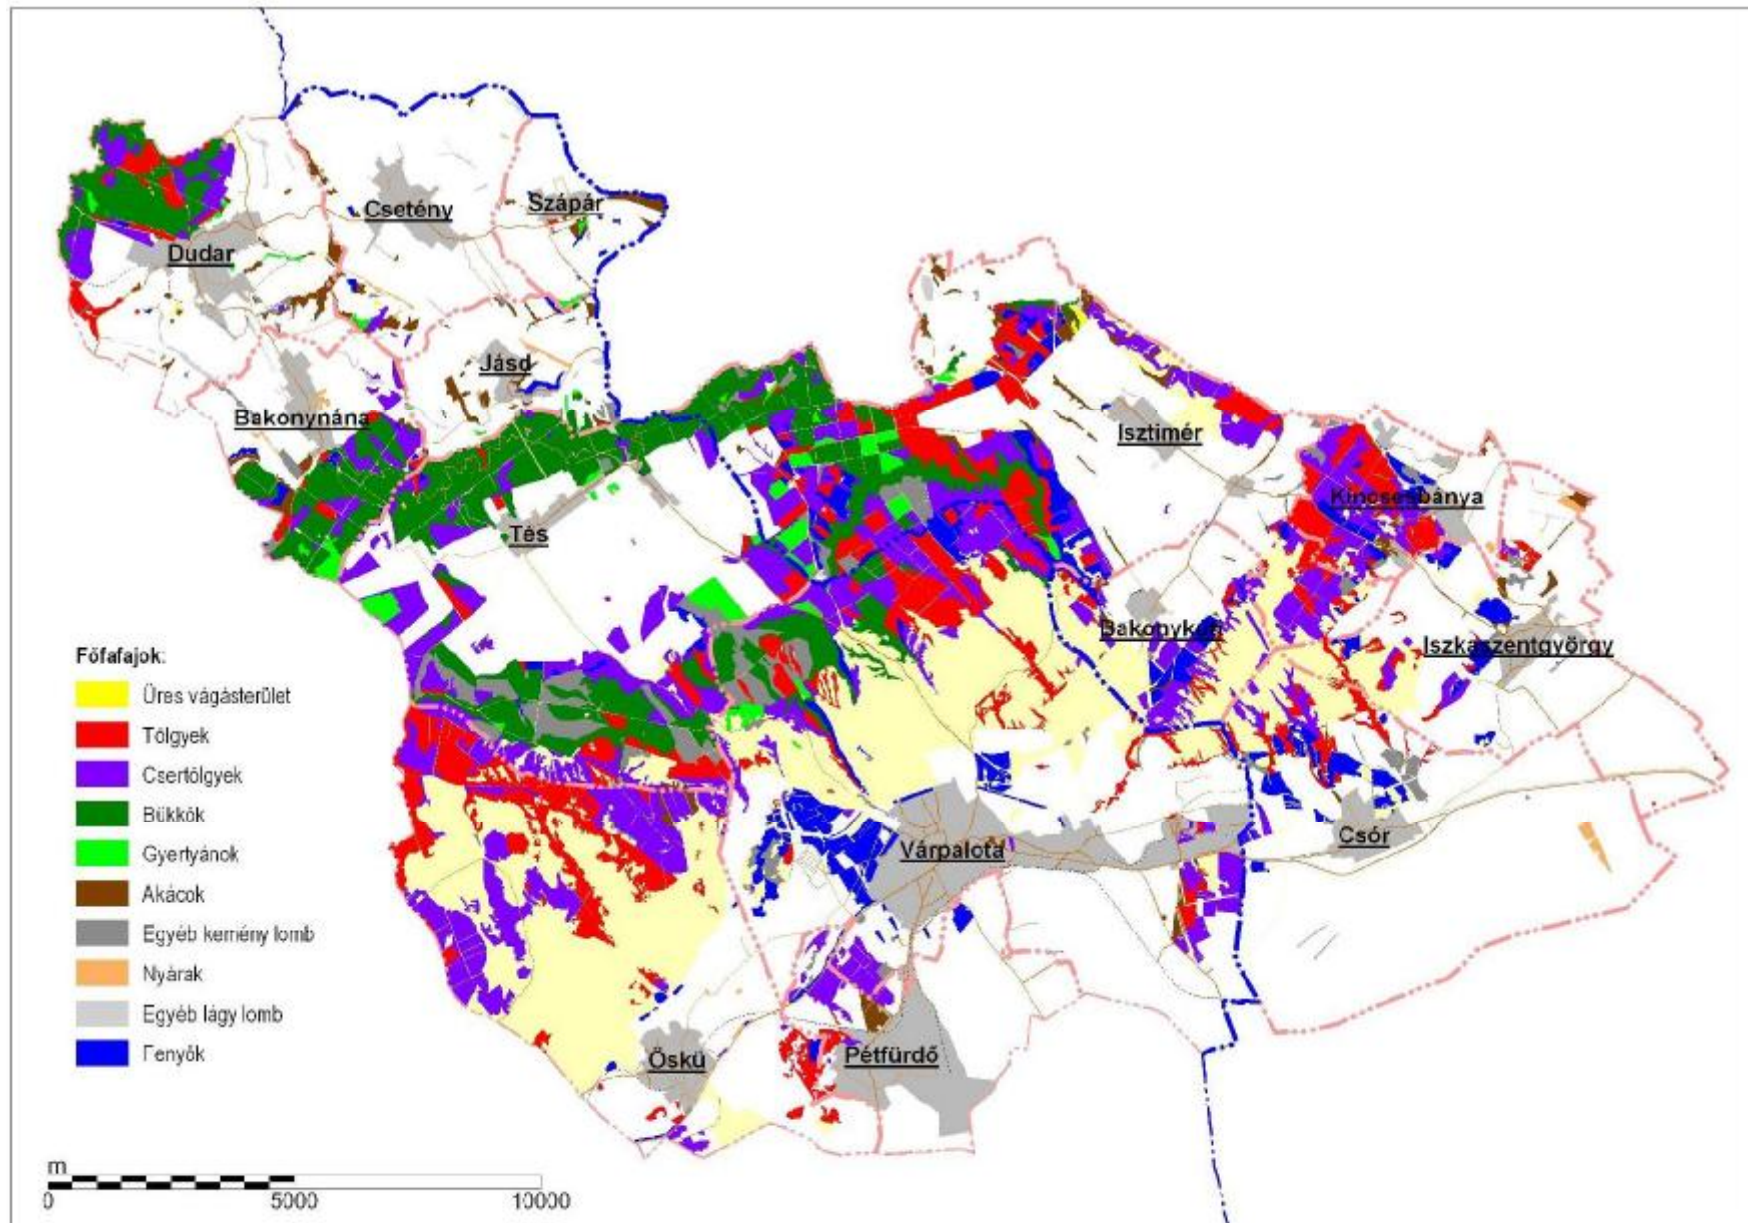 Szápár
Csetény
Dudar
Jásd
Bakonynána
Isztimér
Kincsesbánya
Tés
Iszkaszentgyörgy
Főfafajok:
Üres vágásterület
Tölgyek
Csertölgyek
Bükkök
Gyertyánok
Akácok
Egyéb kemény lomb
Nyárak
Egyéb lágy lomb
Fenyők
Várpalota
Csór
Öskü
Pétfürdő
m
0 5000 10000